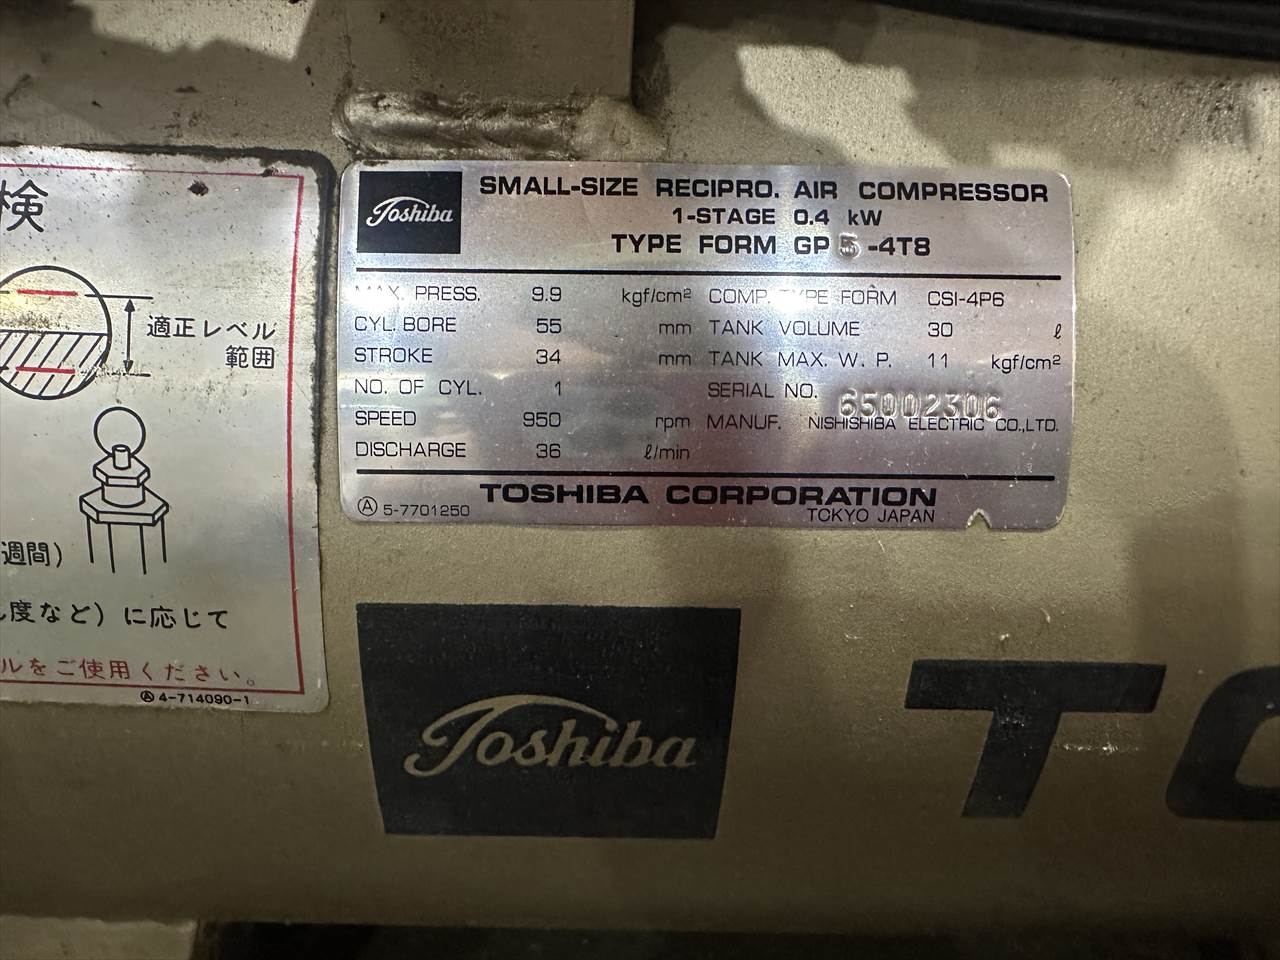 検
適正レベル
範囲
週間)
度など)に応じて
ルをご使用ください。
Ⓐ4-714090-1
Toshiba
SMALL-SIZE RECIPRO. AIR COMPRESSOR
1-STAGE 0.4 kW
TYPE FORM GP5-4T8
MAX. PRESS. 9.9 kgf/cm² COMP. TYPE FORM CSI-4P6
CYL. BORE 55 mm TANK VOLUME 30 ℓ
STROKE 34 mm TANK MAX. W. P. 11 kgf/cm²
NO. OF CYL. 1 SERIAL NO. 65002306
SPEED 950 rpm MANUF. NISHISHIBA ELECTRIC CO.,LTD.
DISCHARGE 36 ℓ/min
TOSHIBA CORPORATION
Ⓐ 5-7701250 TOKYO JAPAN
Toshiba
TO